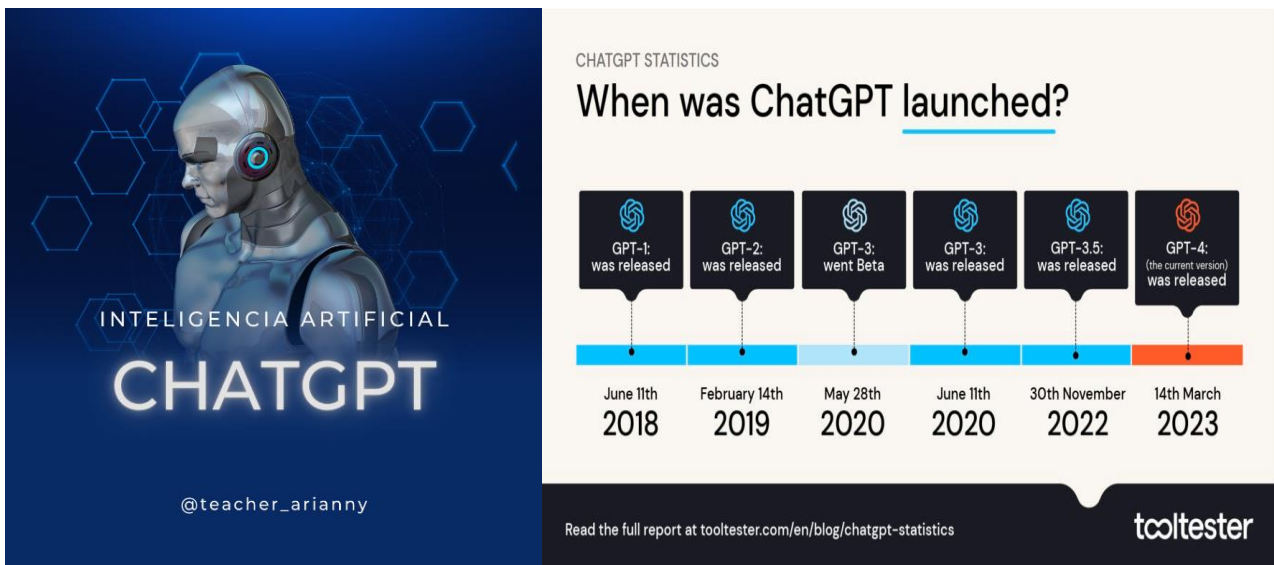 INTELIGENCIA ARTIFICIAL
CHATGPT
@teacher_arianny
CHATGPT STATISTICS
When was ChatGPT launched?
GPT-1:
was released
GPT-2:
was released
GPT-3:
went Beta
GPT-3:
was released
GPT-3.5:
was released
GPT-4:
(the current version)
was released
June 11th
2018
February 14th
2019
May 28th
2020
June 11th
2020
30th November
2022
14th March
2023
Read the full report at tooltester.com/en/blog/chatgpt-statistics
tooltester